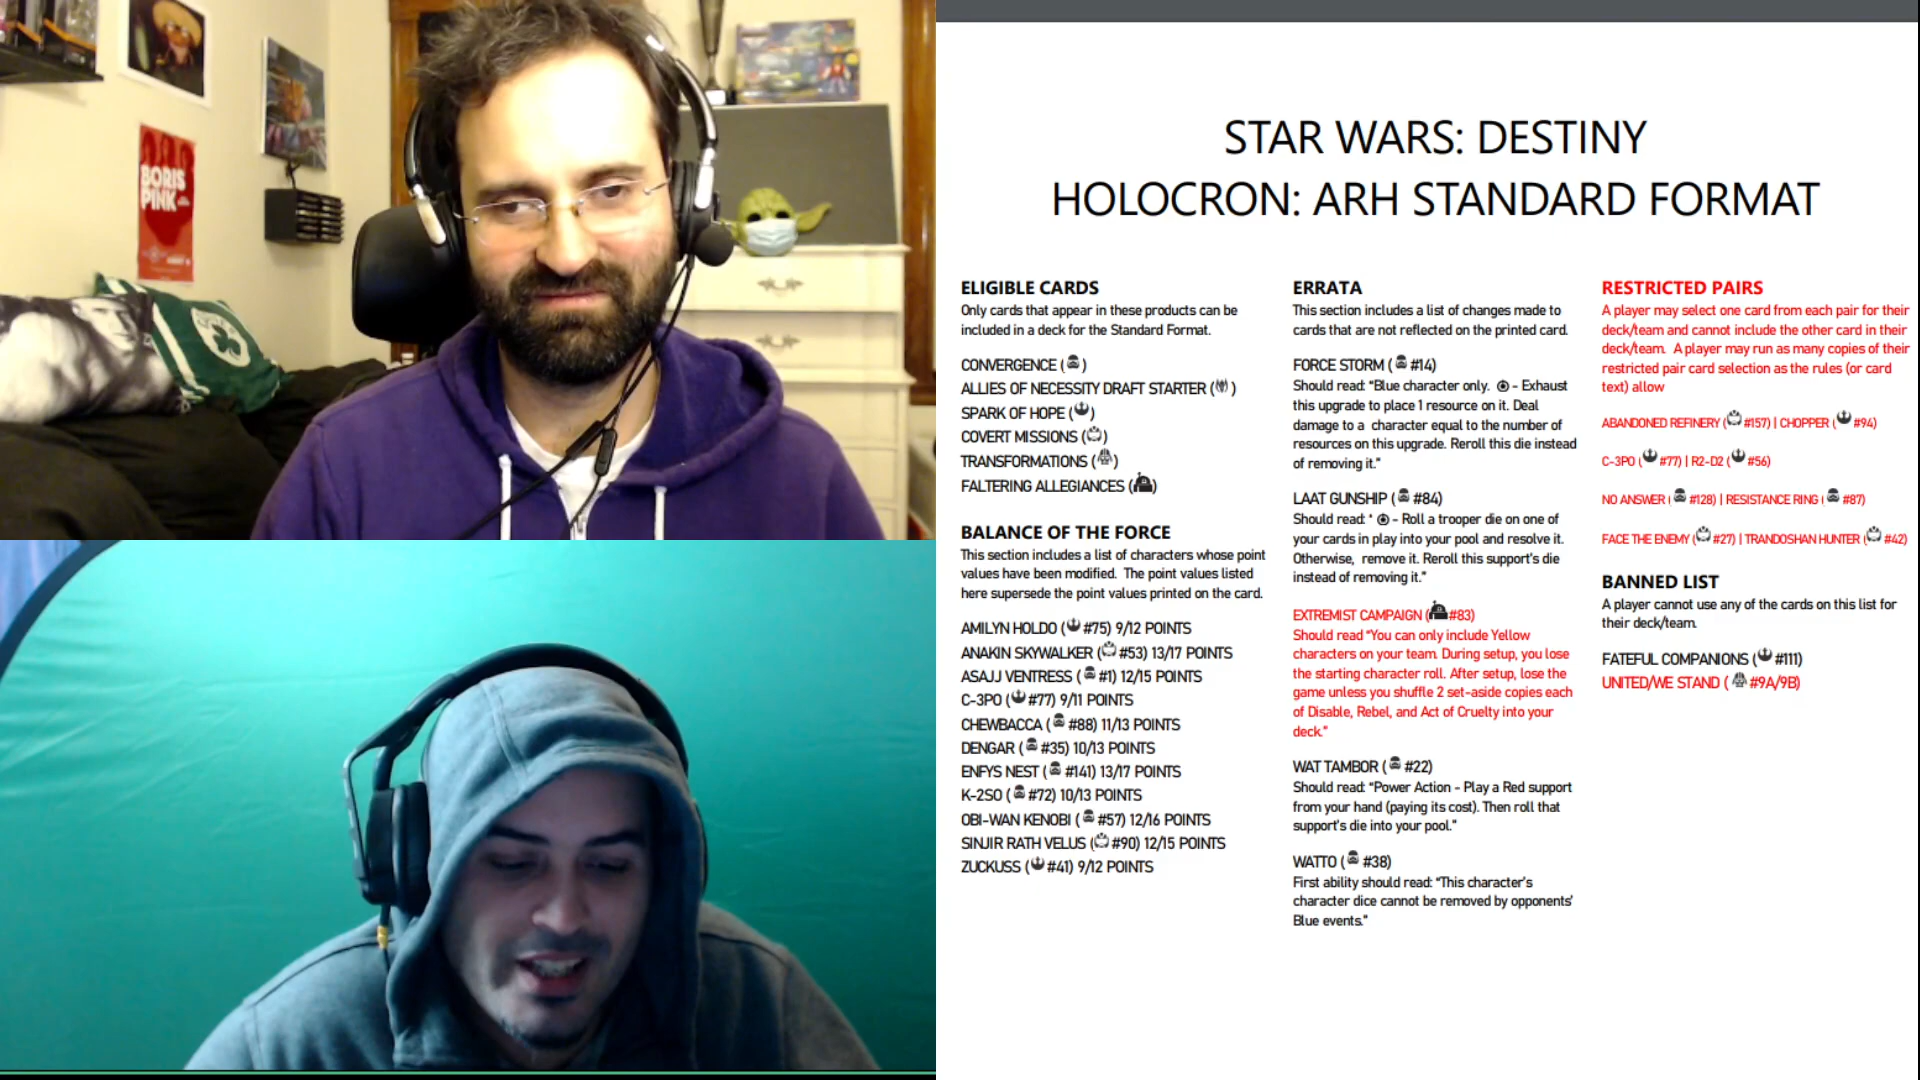 BORIS
PINK
STAR WARS: DESTINY
HOLOCRON: ARH STANDARD FORMAT
ELIGIBLE CARDS
Only cards that appear in these products can be
included in a deck for the Standard Format.
CONVERGENCE ( )
ALLIES OF NECESSITY DRAFT STARTER ( )
SPARK OF HOPE ( )
COVERT MISSIONS ( )
TRANSFORMATIONS ( )
FALTERING ALLEGIANCES ( )
BALANCE OF THE FORCE
This section includes a list of characters whose point
values have been modified. The point values listed
here supersede the point values printed on the card.
AMILYN HOLDO ( #75) 9/12 POINTS
ANAKIN SKYWALKER ( #53) 13/17 POINTS
ASAJJ VENTRESS ( #1) 12/15 POINTS
C-3PO ( #77) 9/11 POINTS
CHEWBACCA ( #88) 11/13 POINTS
DENGAR ( #35) 10/13 POINTS
ENFYS NEST ( #141) 13/17 POINTS
K-2SO ( #72) 10/13 POINTS
OBI-WAN KENOBI ( #57) 12/16 POINTS
SINJIR RATH VELUS ( #90) 12/15 POINTS
ZUCKUSS ( #41) 9/12 POINTS
ERRATA
This section includes a list of changes made to
cards that are not reflected on the printed card.
FORCE STORM ( #14)
Should read: “Blue character only. - Exhaust
this upgrade to place 1 resource on it. Deal
damage to a character equal to the number of
resources on this upgrade. Reroll this die instead
of removing it.”
LAAT GUNSHIP ( #84)
Should read: “ - Roll a trooper die on one of
your cards in play into your pool and resolve it.
Otherwise, remove it. Reroll this support's die
instead of removing it.”
EXTREMIST CAMPAIGN ( #83)
Should read “You can only include Yellow
characters on your team. During setup, you lose
the starting character roll. After setup, lose the
game unless you shuffle 2 set-aside copies each
of Disable, Rebel, and Act of Cruelty into your
deck.”
WAT TAMBOR ( #22)
Should read: “Power Action - Play a Red support
from your hand (paying its cost). Then roll that
support's die into your pool.”
WATTO ( #38)
First ability should read: “This character's
character dice cannot be removed by opponents'
Blue events.”
RESTRICTED PAIRS
A player may select one card from each pair for their
deck/team and cannot include the other card in their
deck/team. A player may run as many copies of their
restricted pair card selection as the rules (or card
text) allow
ABANDONED REFINERY ( #157) | CHOPPER ( #94)
C-3PO ( #77) | R2-D2 ( #56)
NO ANSWER ( #128) | RESISTANCE RING ( #87)
FACE THE ENEMY ( #27) | TRANDOSHAN HUNTER ( #42)
BANNED LIST
A player cannot use any of the cards on this list for
their deck/team.
FATEFUL COMPANIONS ( #111)
UNITED/WE STAND ( #9A/9B)